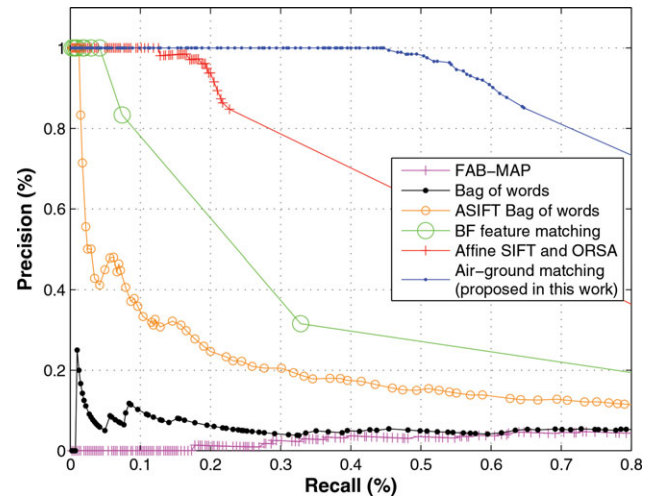 1
0.8
0.6
0.4
0.2
0
Precision (%)
FAB−MAP
Bag of words
ASIFT Bag of words
BF feature matching
Affine SIFT and ORSA
Air−ground matching
(proposed in this work)
0 0.1 0.2 0.3 0.4 0.5 0.6 0.7 0.8
Recall (%)